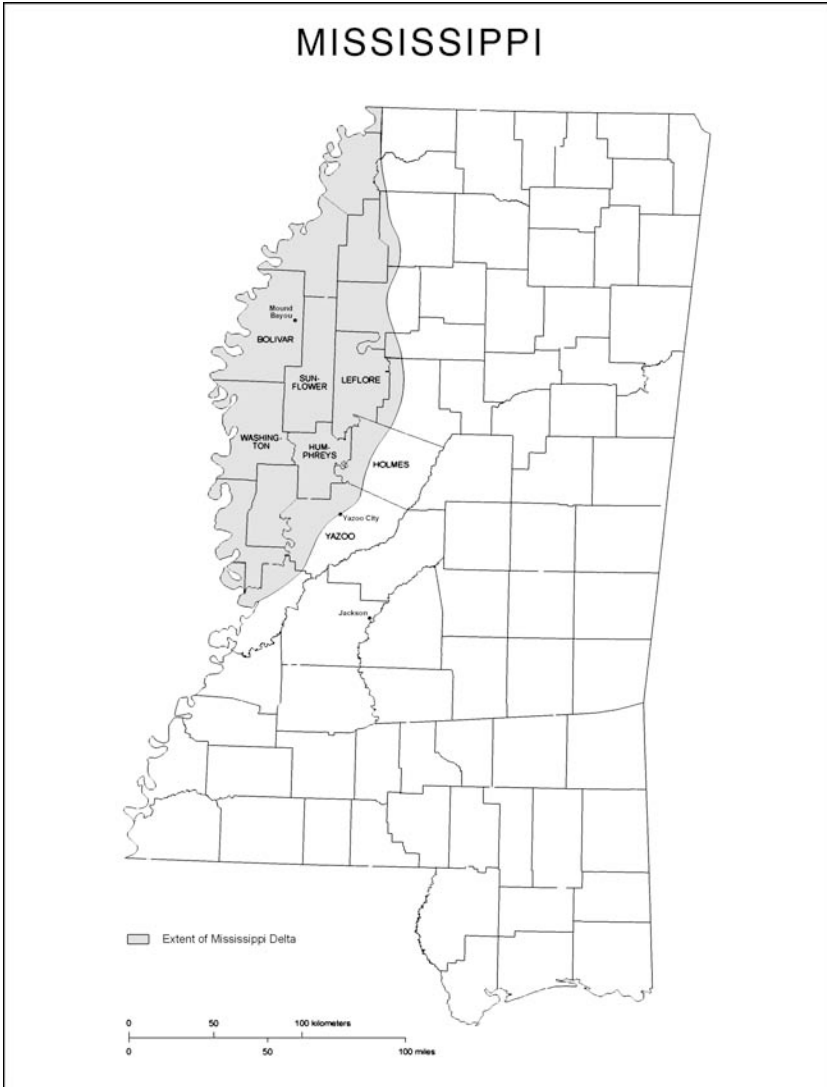 MISSISSIPPI
Mound
Bayou
BOLIVAR
SUN-
FLOWER
LEFLORE
WASHING-
TON
HUM-
PHREYS
HOLMES
Yazoo City
YAZOO
Jackson
Extent of Mississippi Delta
0 50 100 kilometers
0 50 100 miles